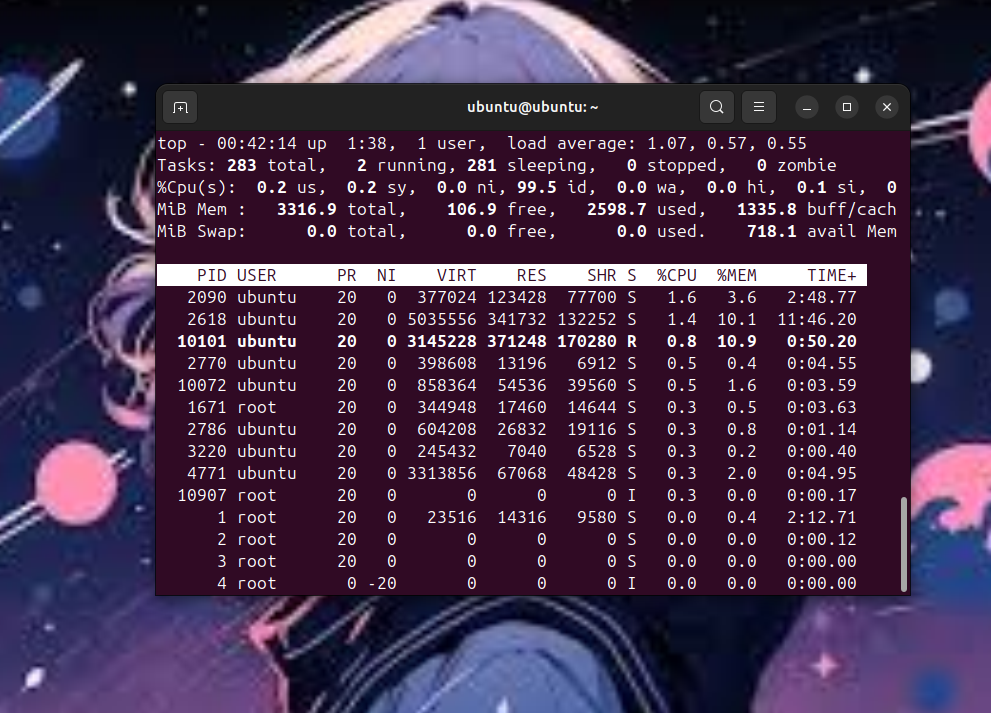 ubuntu@ubuntu: ~
top - 00:42:14 up  1:38,  1 user,  load average: 1.07, 0.57, 0.55
Tasks: 283 total,   2 running, 281 sleeping,   0 stopped,   0 zombie
%Cpu(s):  0.2 us,  0.2 sy,  0.0 ni, 99.5 id,  0.0 wa,  0.0 hi,  0.1 si,  0
MiB Mem :   3316.9 total,    106.9 free,   2598.7 used,   1335.8 buff/cach
MiB Swap:      0.0 total,      0.0 free,      0.0 used.    718.1 avail Mem
PID USER      PR  NI    VIRT    RES    SHR S  %CPU  %MEM     TIME+
2090 ubuntu    20   0  377024 123428  77700 S   1.6   3.6   2:48.77
2618 ubuntu    20   0 5035556 341732 132252 S   1.4  10.1  11:46.20
10101 ubuntu    20   0 3145228 371248 170280 R   0.8  10.9   0:50.20
2770 ubuntu    20   0  398608  13196   6912 S   0.5   0.4   0:04.55
10072 ubuntu    20   0  858364  54536  39560 S   0.5   1.6   0:03.59
1671 root      20   0  344948  17460  14644 S   0.3   0.5   0:03.63
2786 ubuntu    20   0  604208  26832  19116 S   0.3   0.8   0:01.14
3220 ubuntu    20   0  245432   7040   6528 S   0.3   0.2   0:00.40
4771 ubuntu    20   0 3313856  67068  48428 S   0.3   2.0   0:04.95
10907 root      20   0       0      0      0 I   0.3   0.0   0:00.17
1 root      20   0   23516  14316   9580 S   0.0   0.4   2:12.71
2 root      20   0       0      0      0 S   0.0   0.0   0:00.12
3 root      20   0       0      0      0 S   0.0   0.0   0:00.00
4 root       0 -20       0      0      0 I   0.0   0.0   0:00.00